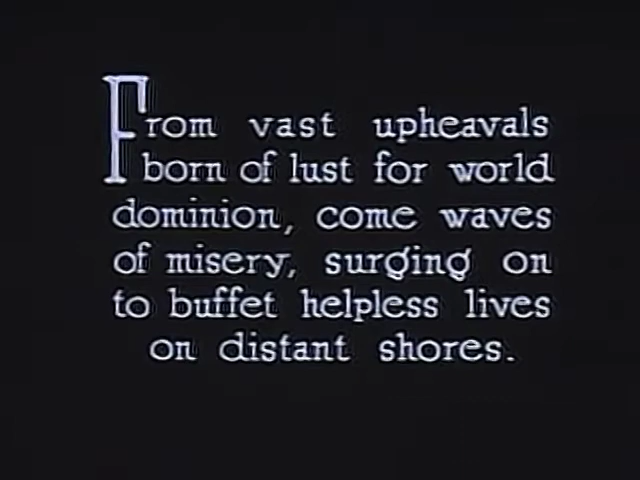 From vast upheavals
born of lust for world
dominion, come waves
of misery, surging on
to buffet helpless lives
on distant shores.